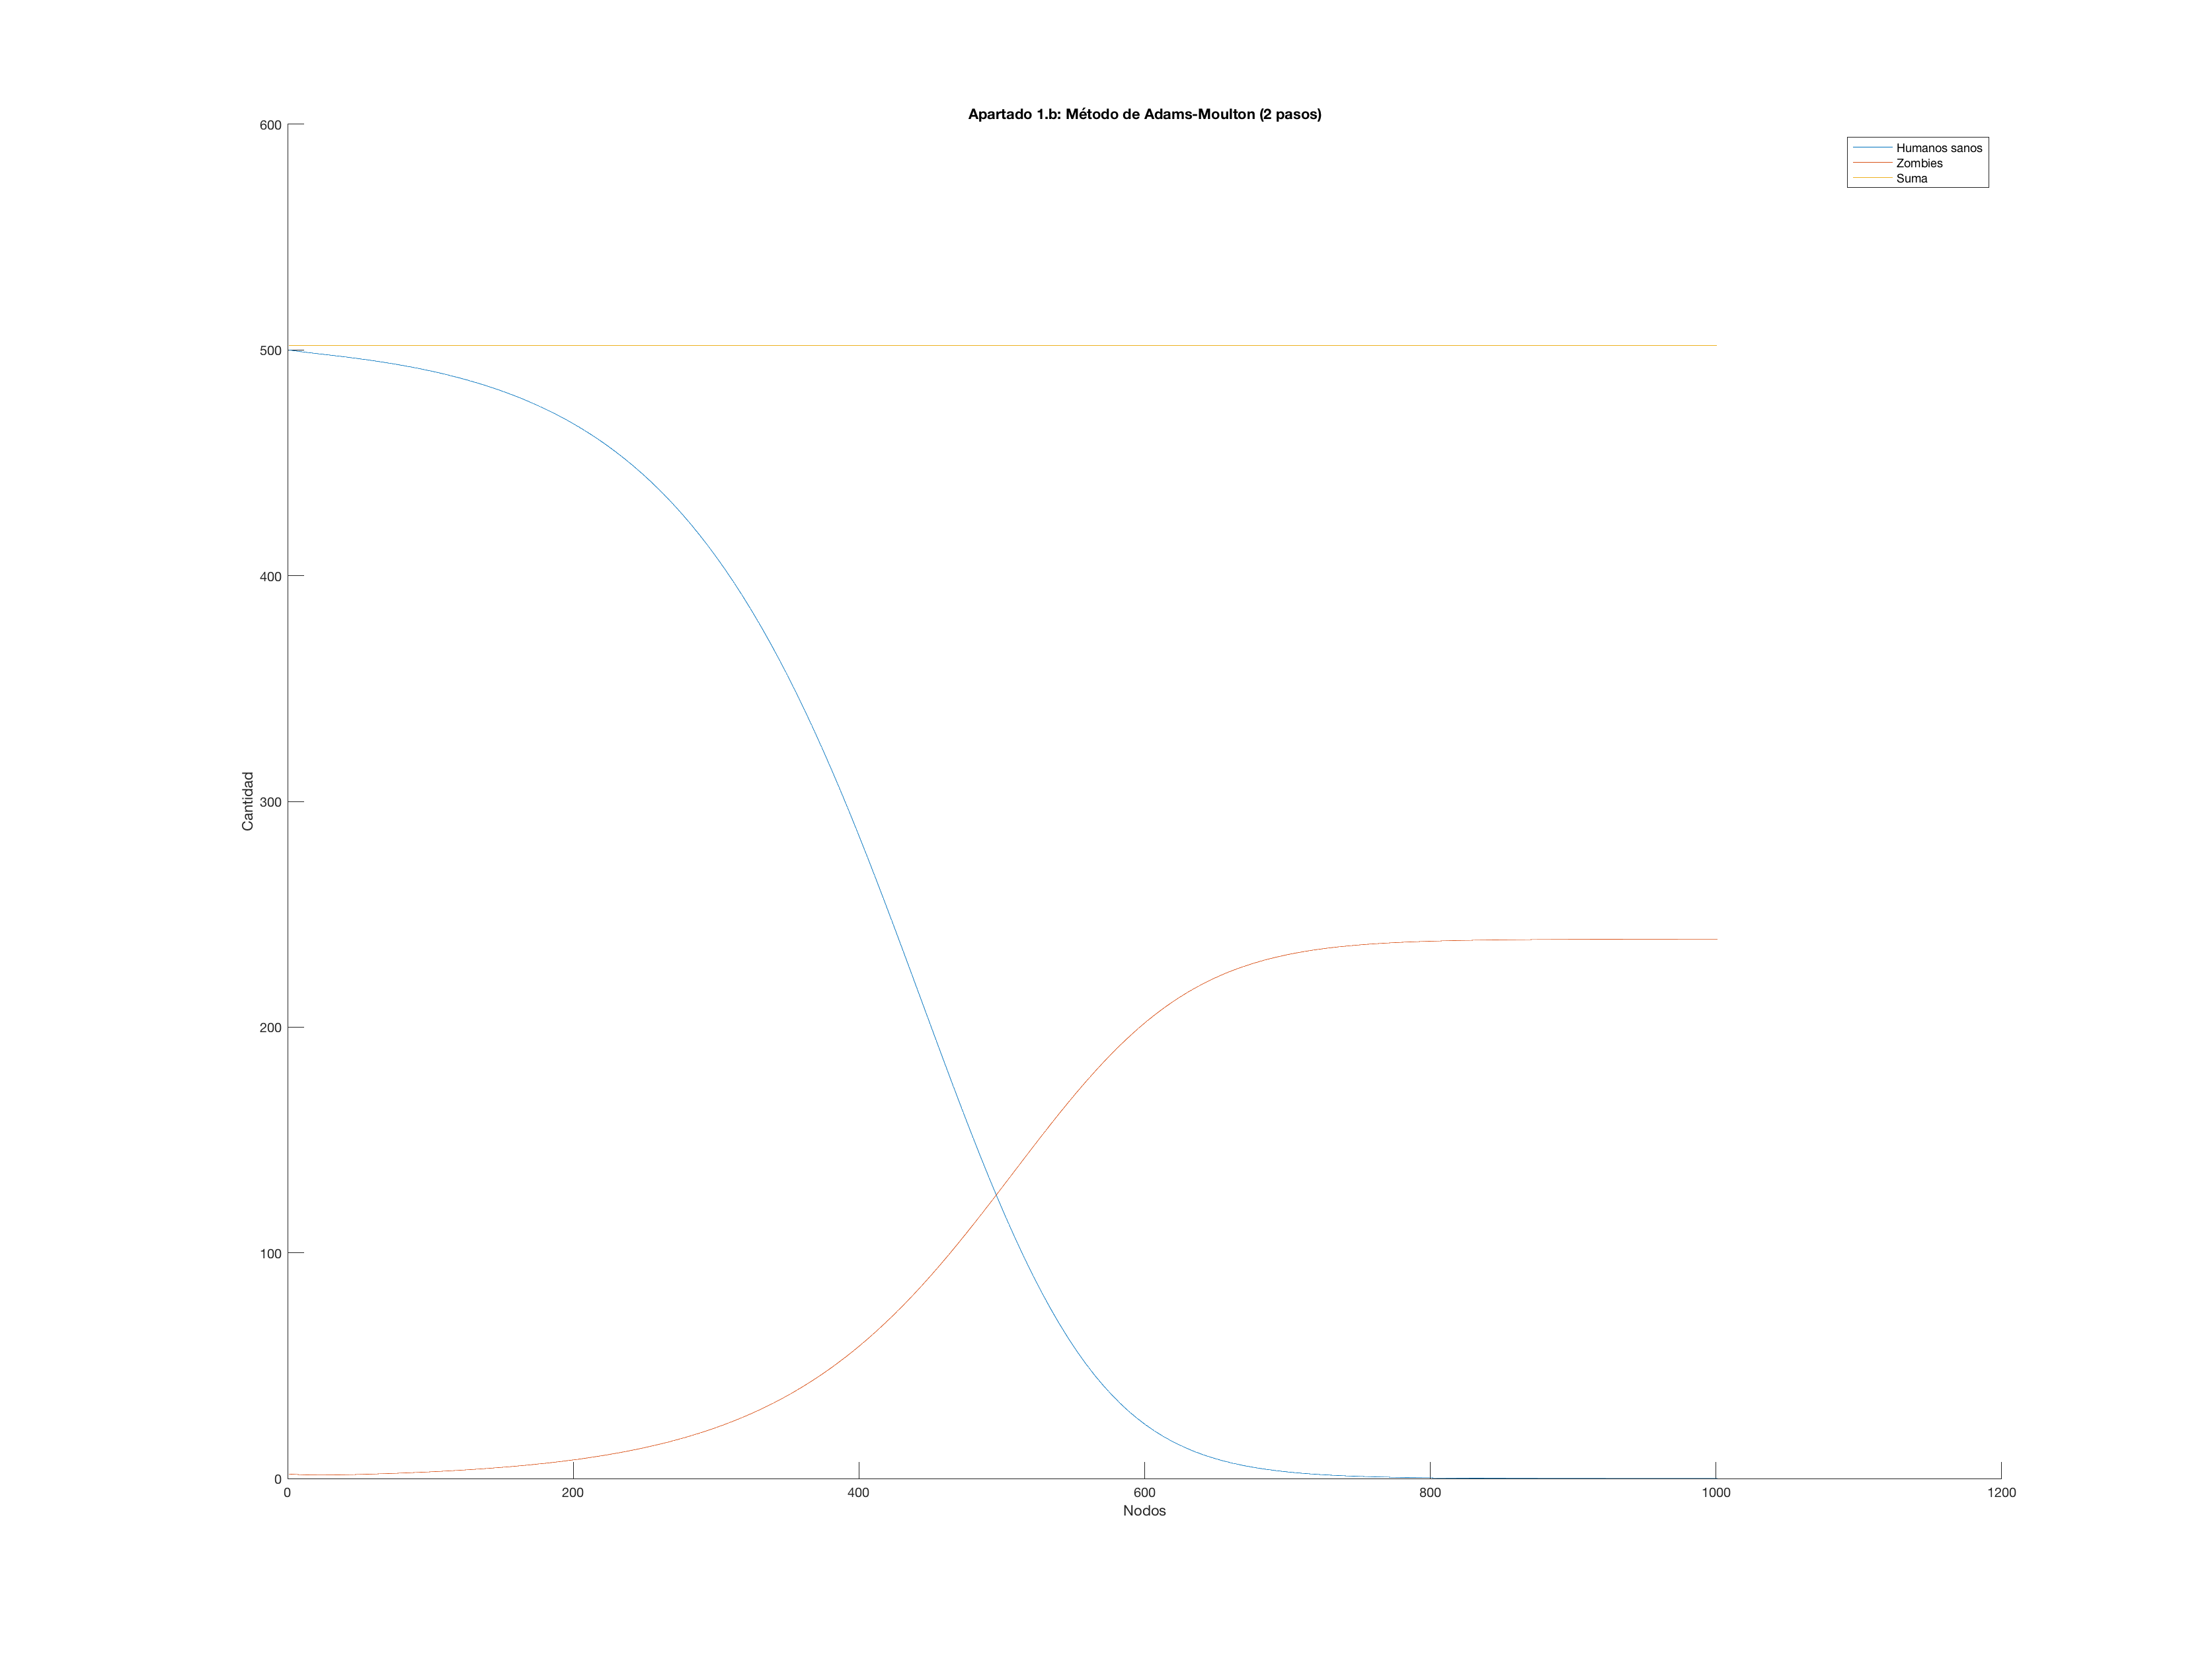 Apartado 1.b: Método de Adams-Moulton (2 pasos)
Humanos sanos
Zombies
Suma
600
500
400
300
200
100
0
Cantidad
0 200 400 600 800 1000 1200
Nodos